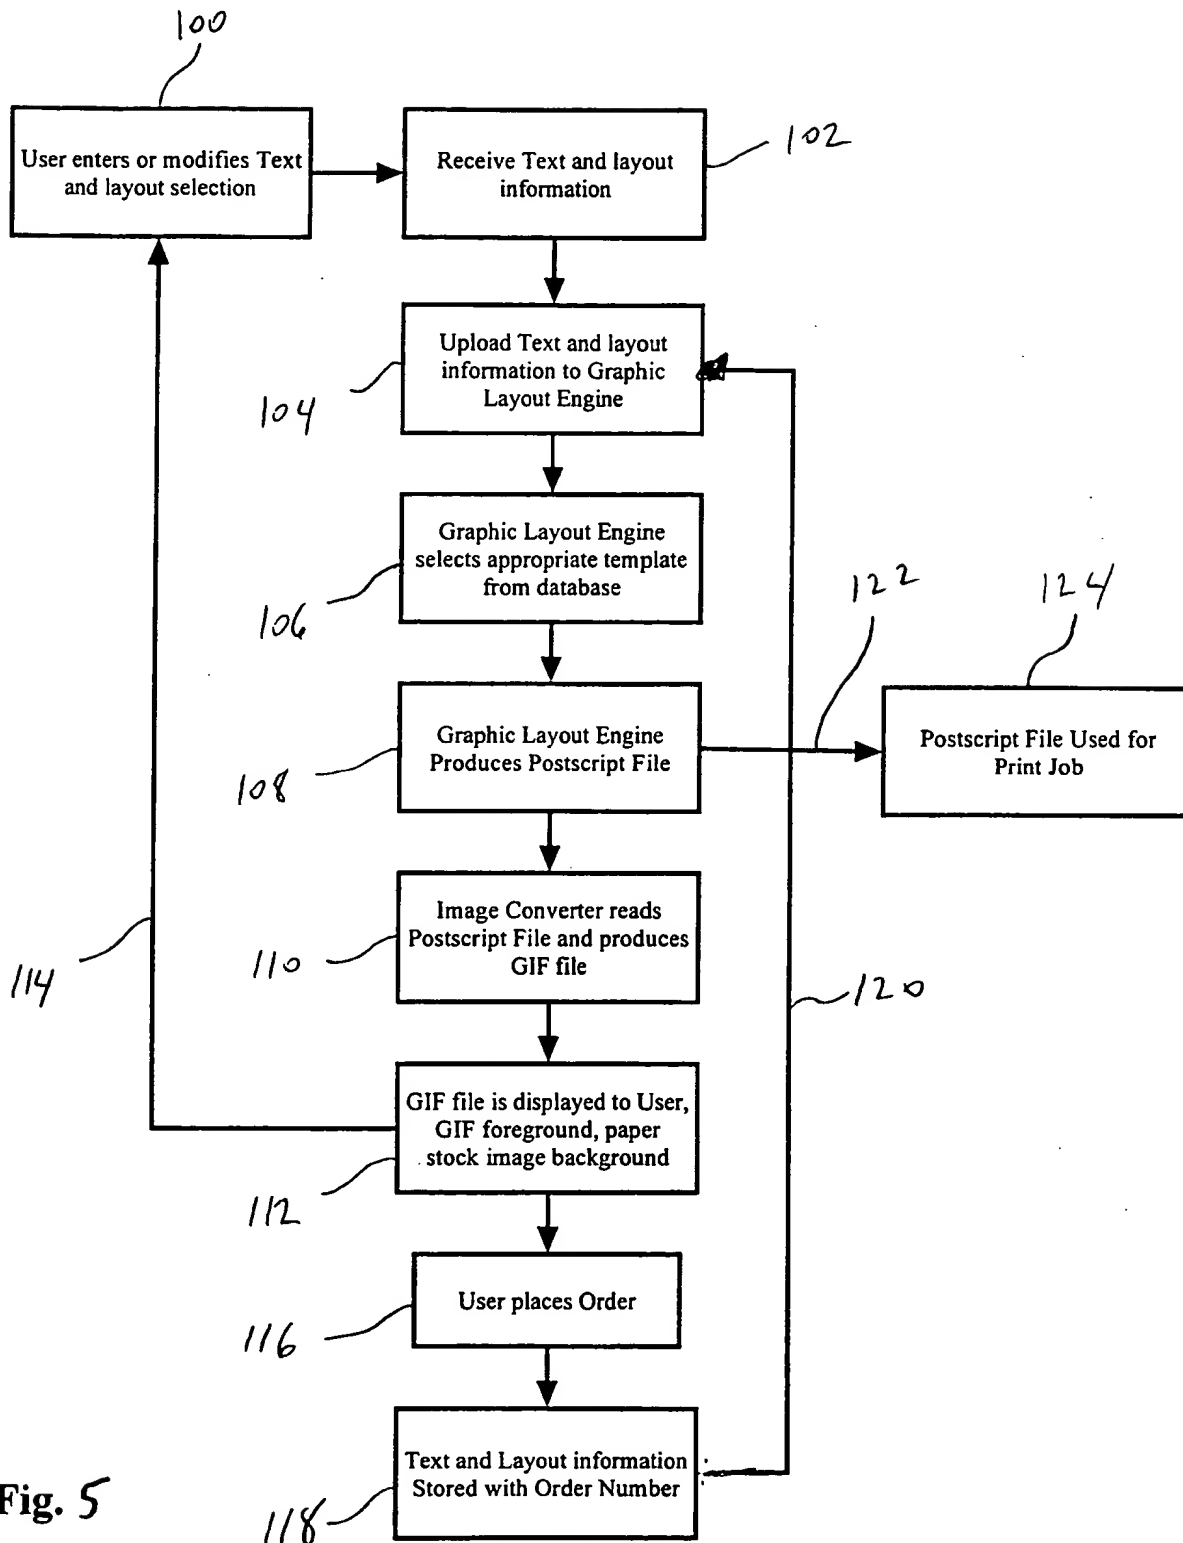 100
User enters or modifies Text
and layout selection
Receive Text and layout
information
102
Upload Text and layout
information to Graphic
Layout Engine
104
Graphic Layout Engine
selects appropriate template
from database
106
122
124
Graphic Layout Engine
Produces Postscript File
108
Postscript File Used for
Print Job
Image Converter reads
Postscript File and produces
GIF file
110
114
120
GIF file is displayed to User,
GIF foreground, paper
stock image background
112
User places Order
116
Text and Layout information
Stored with Order Number
118
Fig. 5